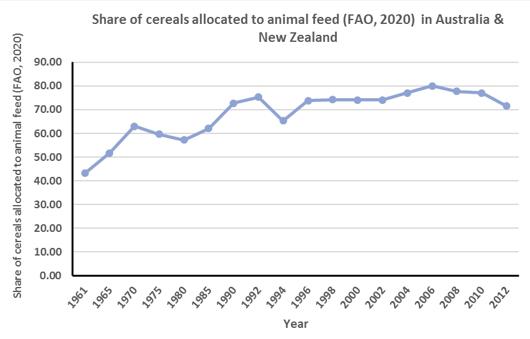 Share of cereals allocated to animal feed (FAO, 2020) in Australia &
New Zealand
Share of cereals allocated to animal feed (FAO, 2020)
90.00
80.00
70.00
60.00
50.00
40.00
30.00
20.00
10.00
0.00
1961 1965 1970 1975 1980 1985 1990 1992 1994 1996 1998 2000 2002 2004 2006 2008 2010 2012
Year